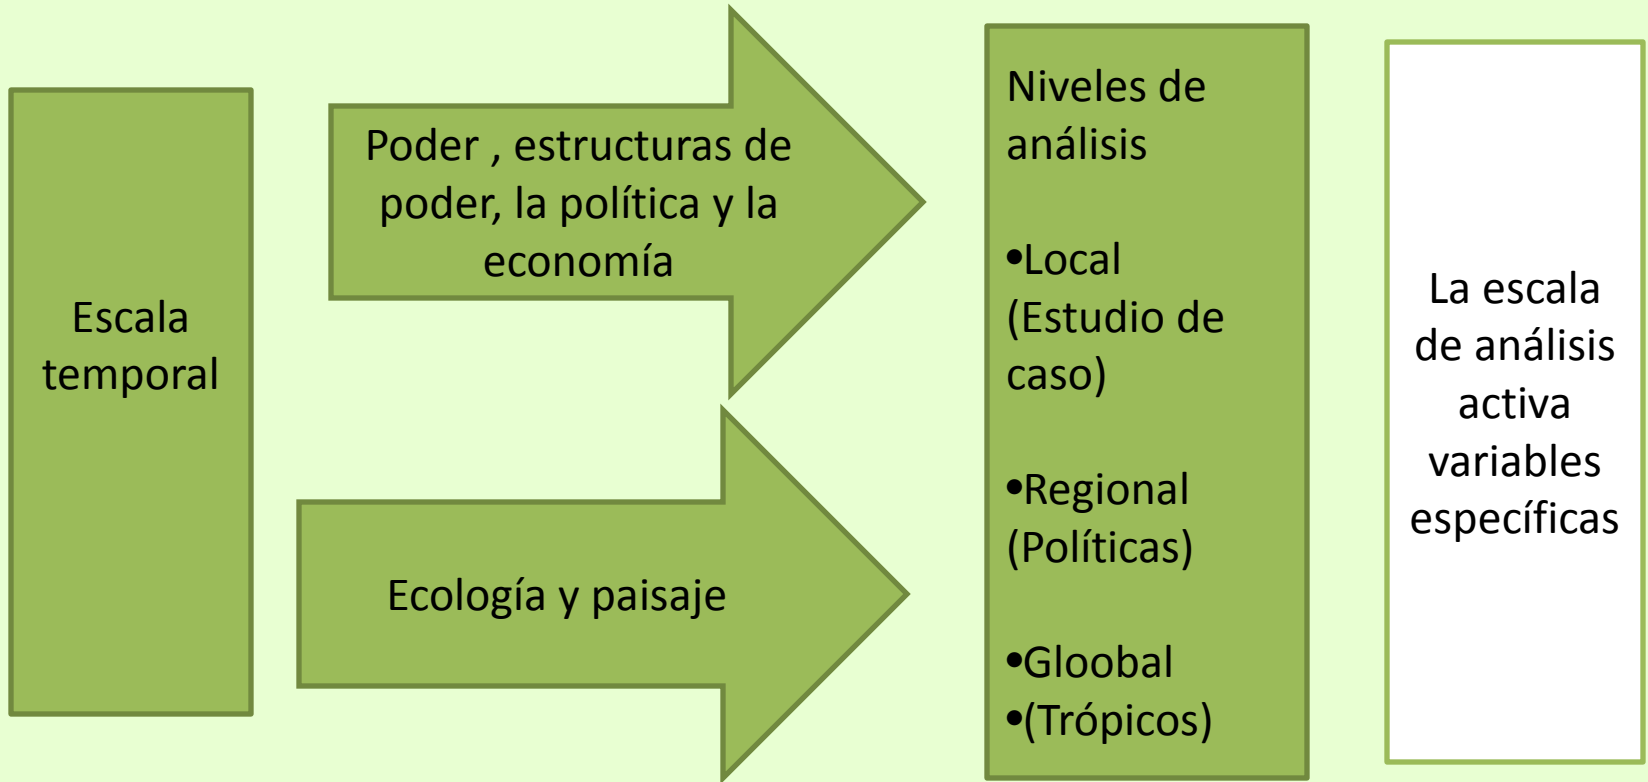 Escala
temporal
Poder , estructuras de
poder, la política y la
economía
Ecología y paisaje
Niveles de
análisis
•Local
(Estudio de
caso)
•Regional
(Políticas)
•Gloobal
•(Trópicos)
La escala
de análisis
activa
variables
específicas